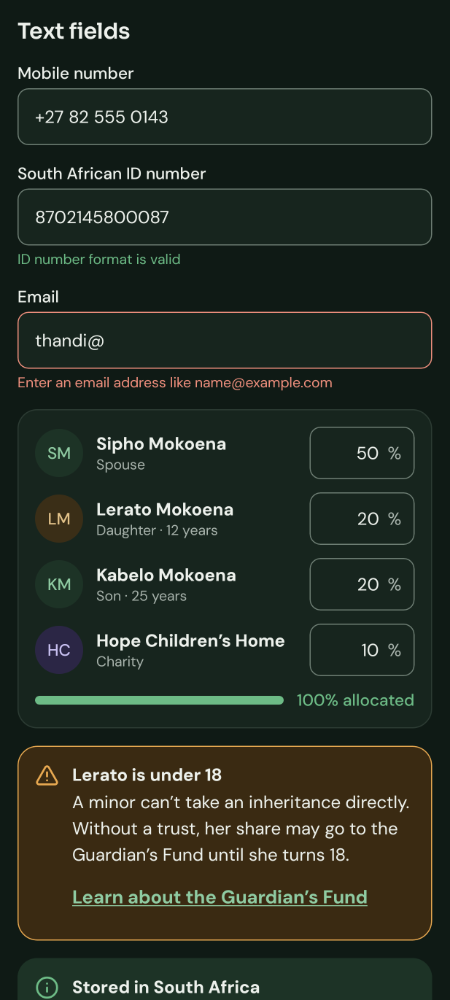 Text fields
Mobile number
+27 82 555 0143
South African ID number
8702145800087
ID number format is valid
Email
thandi@
Enter an email address like name@example.com
SM
Sipho Mokoena
Spouse
50 %
LM
Lerato Mokoena
Daughter · 12 years
20 %
KM
Kabelo Mokoena
Son · 25 years
20 %
HC
Hope Children’s Home
Charity
10 %
100% allocated
Lerato is under 18
A minor can’t take an inheritance directly.
Without a trust, her share may go to the
Guardian’s Fund until she turns 18.
Learn about the Guardian’s Fund
Stored in South Africa